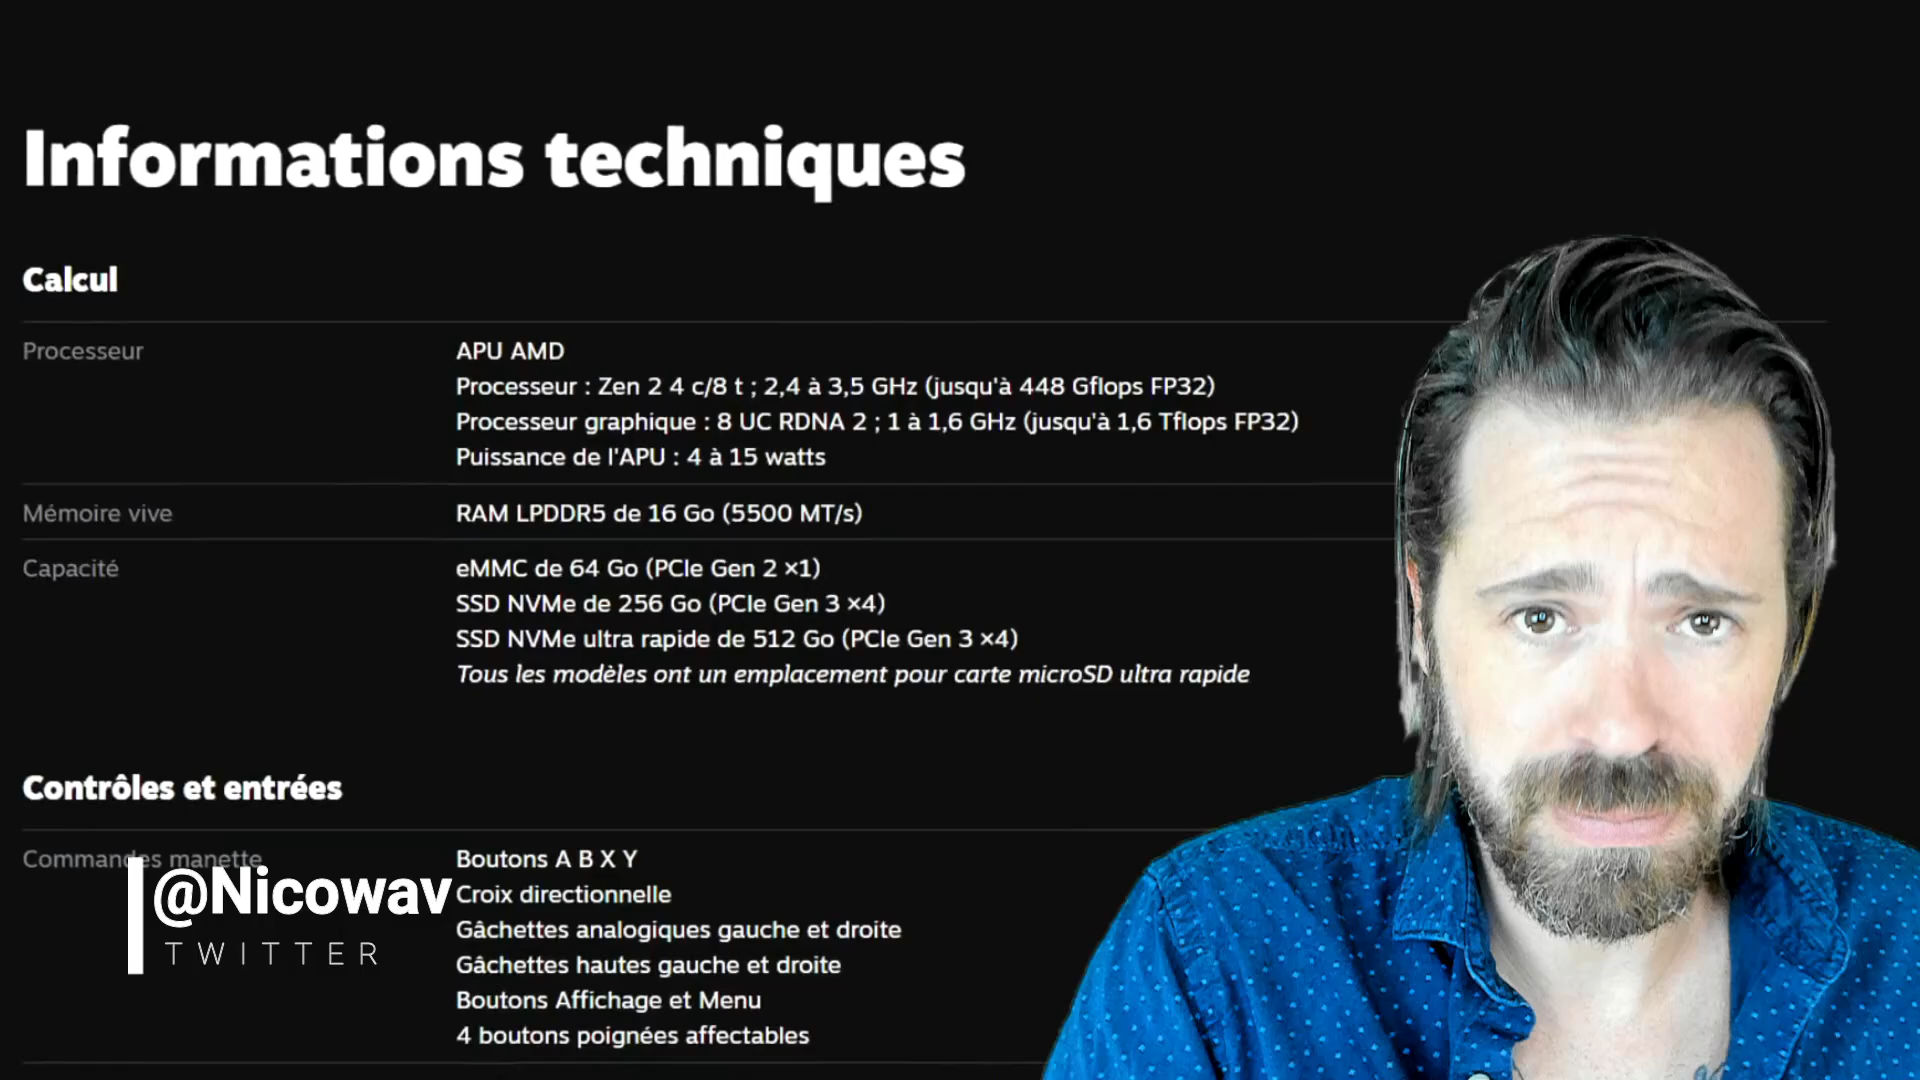 Informations techniques
Calcul
Processeur
APU AMD
Processeur : Zen 2 4 c/8 t ; 2,4 à 3,5 GHz (jusqu'à 448 Gflops FP32)
Processeur graphique : 8 UC RDNA 2 ; 1 à 1,6 GHz (jusqu'à 1,6 Tflops FP32)
Puissance de l'APU : 4 à 15 watts
Mémoire vive
RAM LPDDR5 de 16 Go (5500 MT/s)
Capacité
eMMC de 64 Go (PCIe Gen 2 ×1)
SSD NVMe de 256 Go (PCIe Gen 3 ×4)
SSD NVMe ultra rapide de 512 Go (PCIe Gen 3 ×4)
Tous les modèles ont un emplacement pour carte microSD ultra rapide
Contrôles et entrées
Commandes manette
Boutons A B X Y
Croix directionnelle
Gâchettes analogiques gauche et droite
Gâchettes hautes gauche et droite
Boutons Affichage et Menu
4 boutons poignées affectables
@Nicowav
TWITTER